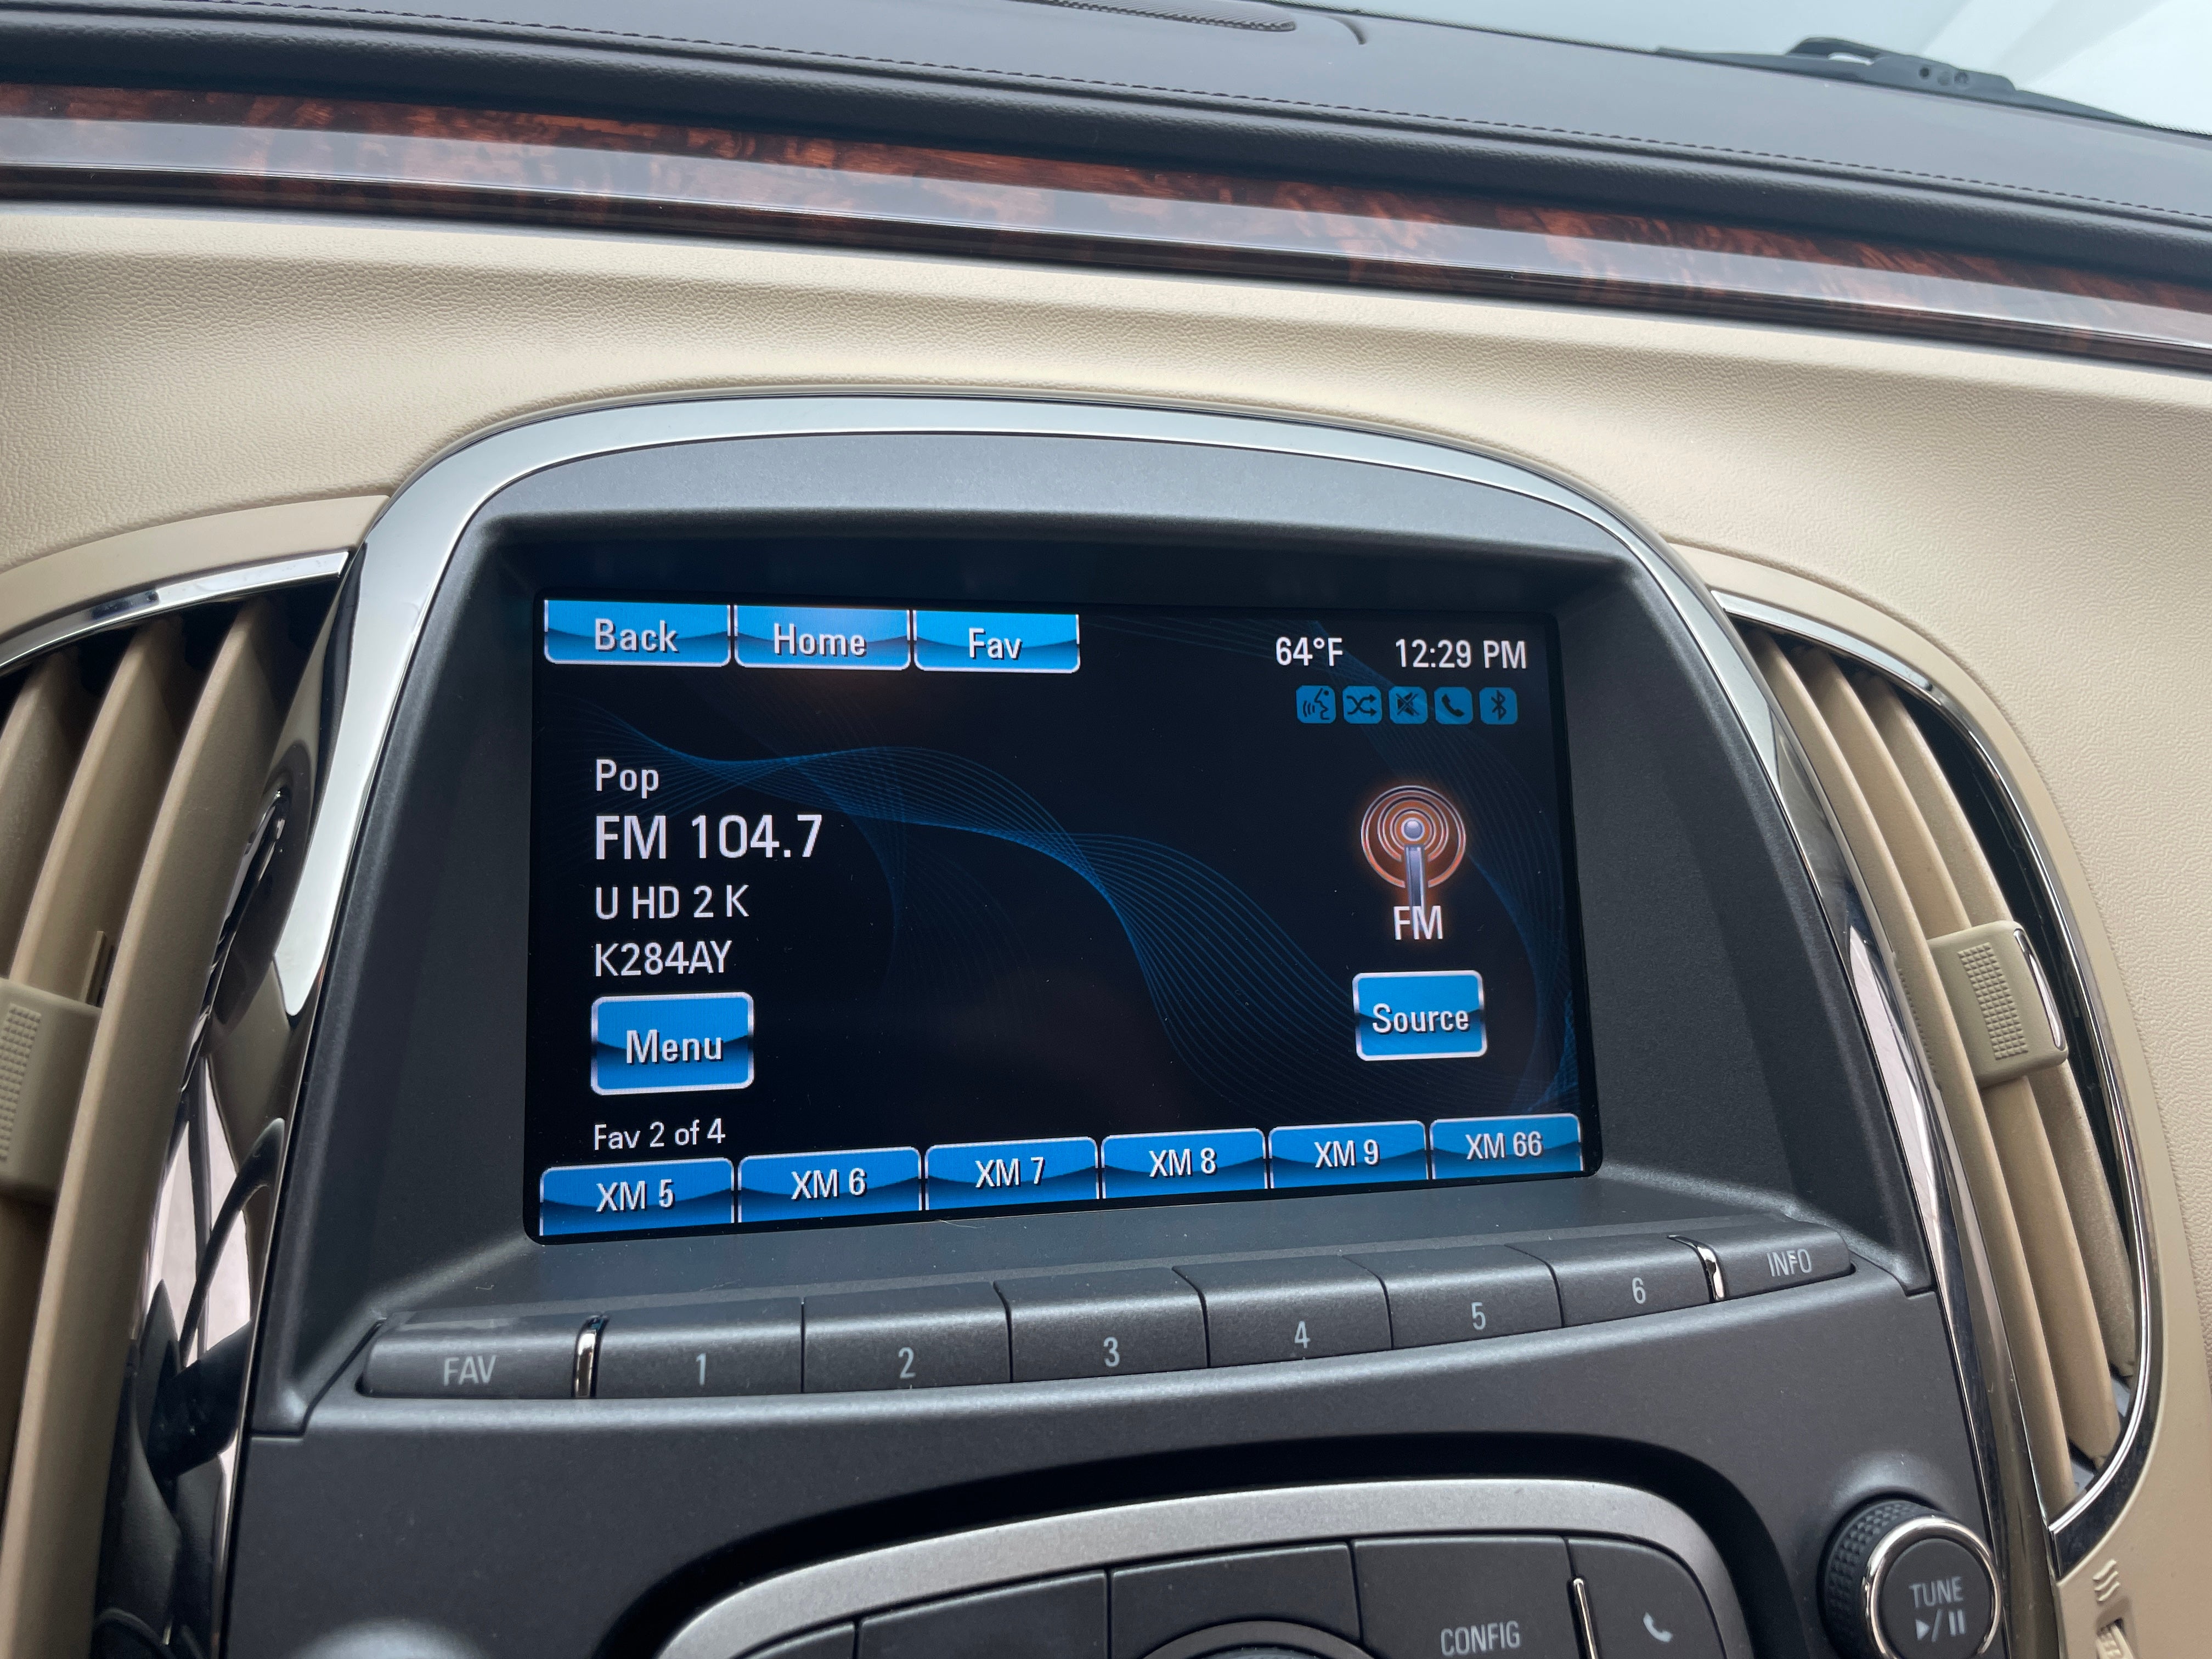 Back Home Fav 64°F 12:29 PM
Pop
FM 104.7
U HD 2 K
K284AY
FM
Menu
Source
Fav 2 of 4
XM 5 XM 6 XM 7 XM 8 XM 9 XM 66
FAV 1 2 3 4 5 6 INFO
CONFIG
TUNE